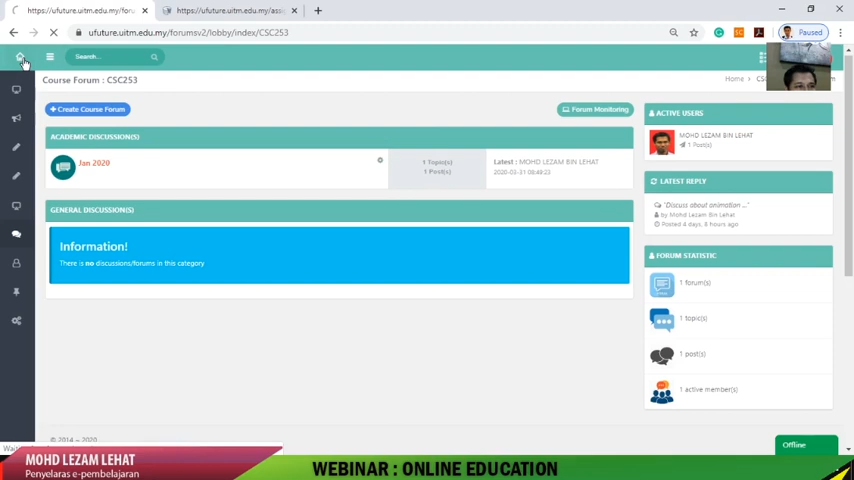 https://ufuture.uitm.edu.my/foru
https://ufuture.uitm.edu.my/assi
ufuture.uitm.edu.my/forumsv2/lobby/index/CSC253
Paused
Search...
Course Forum : CSC253
Home
Create Course Forum
Forum Monitoring
ACADEMIC DISCUSSION(S)
Jan 2020
1 Topic(s)
1 Post(s)
Latest : MOHD LEZAM BIN LEHAT
2020-03-31 09:49:23
GENERAL DISCUSSION(S)
Information!
There is no discussions/forums in this category
ACTIVE USERS
MOHD LEZAM BIN LEHAT
1 Post(s)
LATEST REPLY
"Discuss about animation ..."
by Mohd Lezam Bin Lehat
Posted 4 days, 8 hours ago
FORUM STATISTIC
1 forum(s)
1 topic(s)
1 post(s)
1 active member(s)
© 2014 - 2020
Offline
MOHD LEZAM LEHAT
Penyelaras e-pembelajaran
WEBINAR : ONLINE EDUCATION